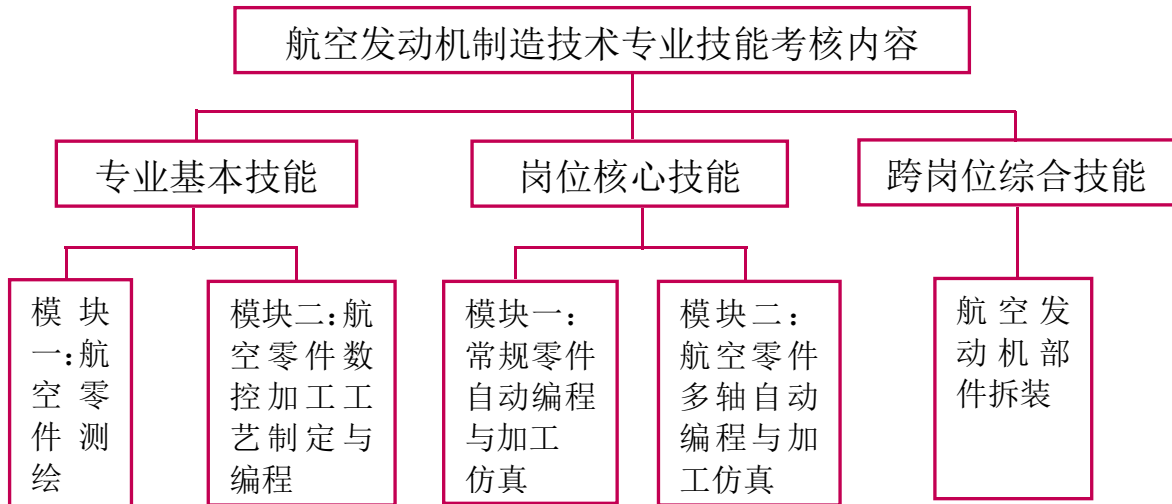 航空发动机制造技术专业技能考核内容
专业基本技能
岗位核心技能
跨岗位综合技能
模块
一:航
空零
件测
绘
模块二:航
空零件数
控加工工
艺制定与
编程
模块一:
常规零件
自动编程
与加工
仿真
模块二:
航空零件
多轴自动
编程与加
工仿真
航空发
动机部
件拆装